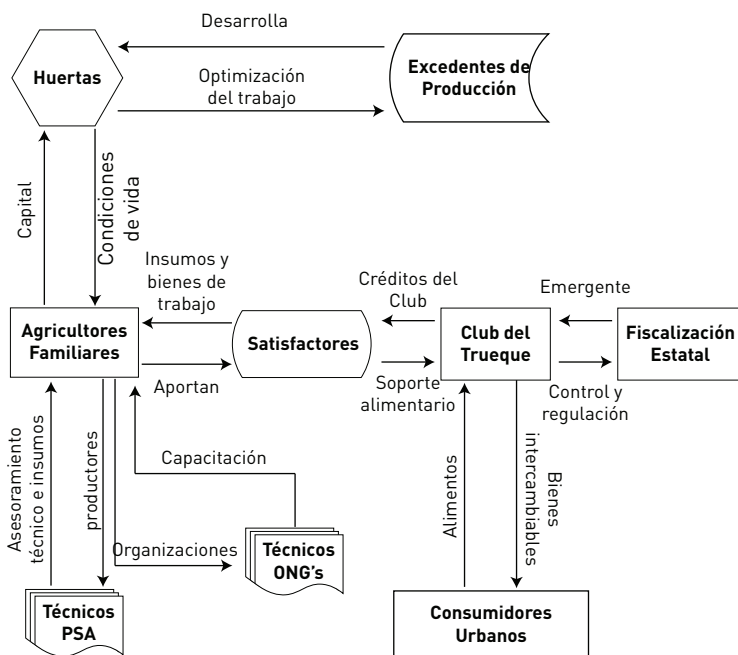 Desarrolla
Huertas
Excedentes de
Producción
Optimización
del trabajo
Capital
Condiciones
de vida
Insumos y
bienes de
trabajo
Créditos del
Club
Emergente
Agricultores
Familiares
Satisfactores
Club del
Trueque
Fiscalización
Estatal
Aportan
Soporte
alimentario
Control y
regulación
Asesoramiento
técnico e insumos
productores
Capacitación
Alimentos
Bienes
intercambiables
Organizaciones
Técnicos
ONG's
Técnicos
PSA
Consumidores
Urbanos